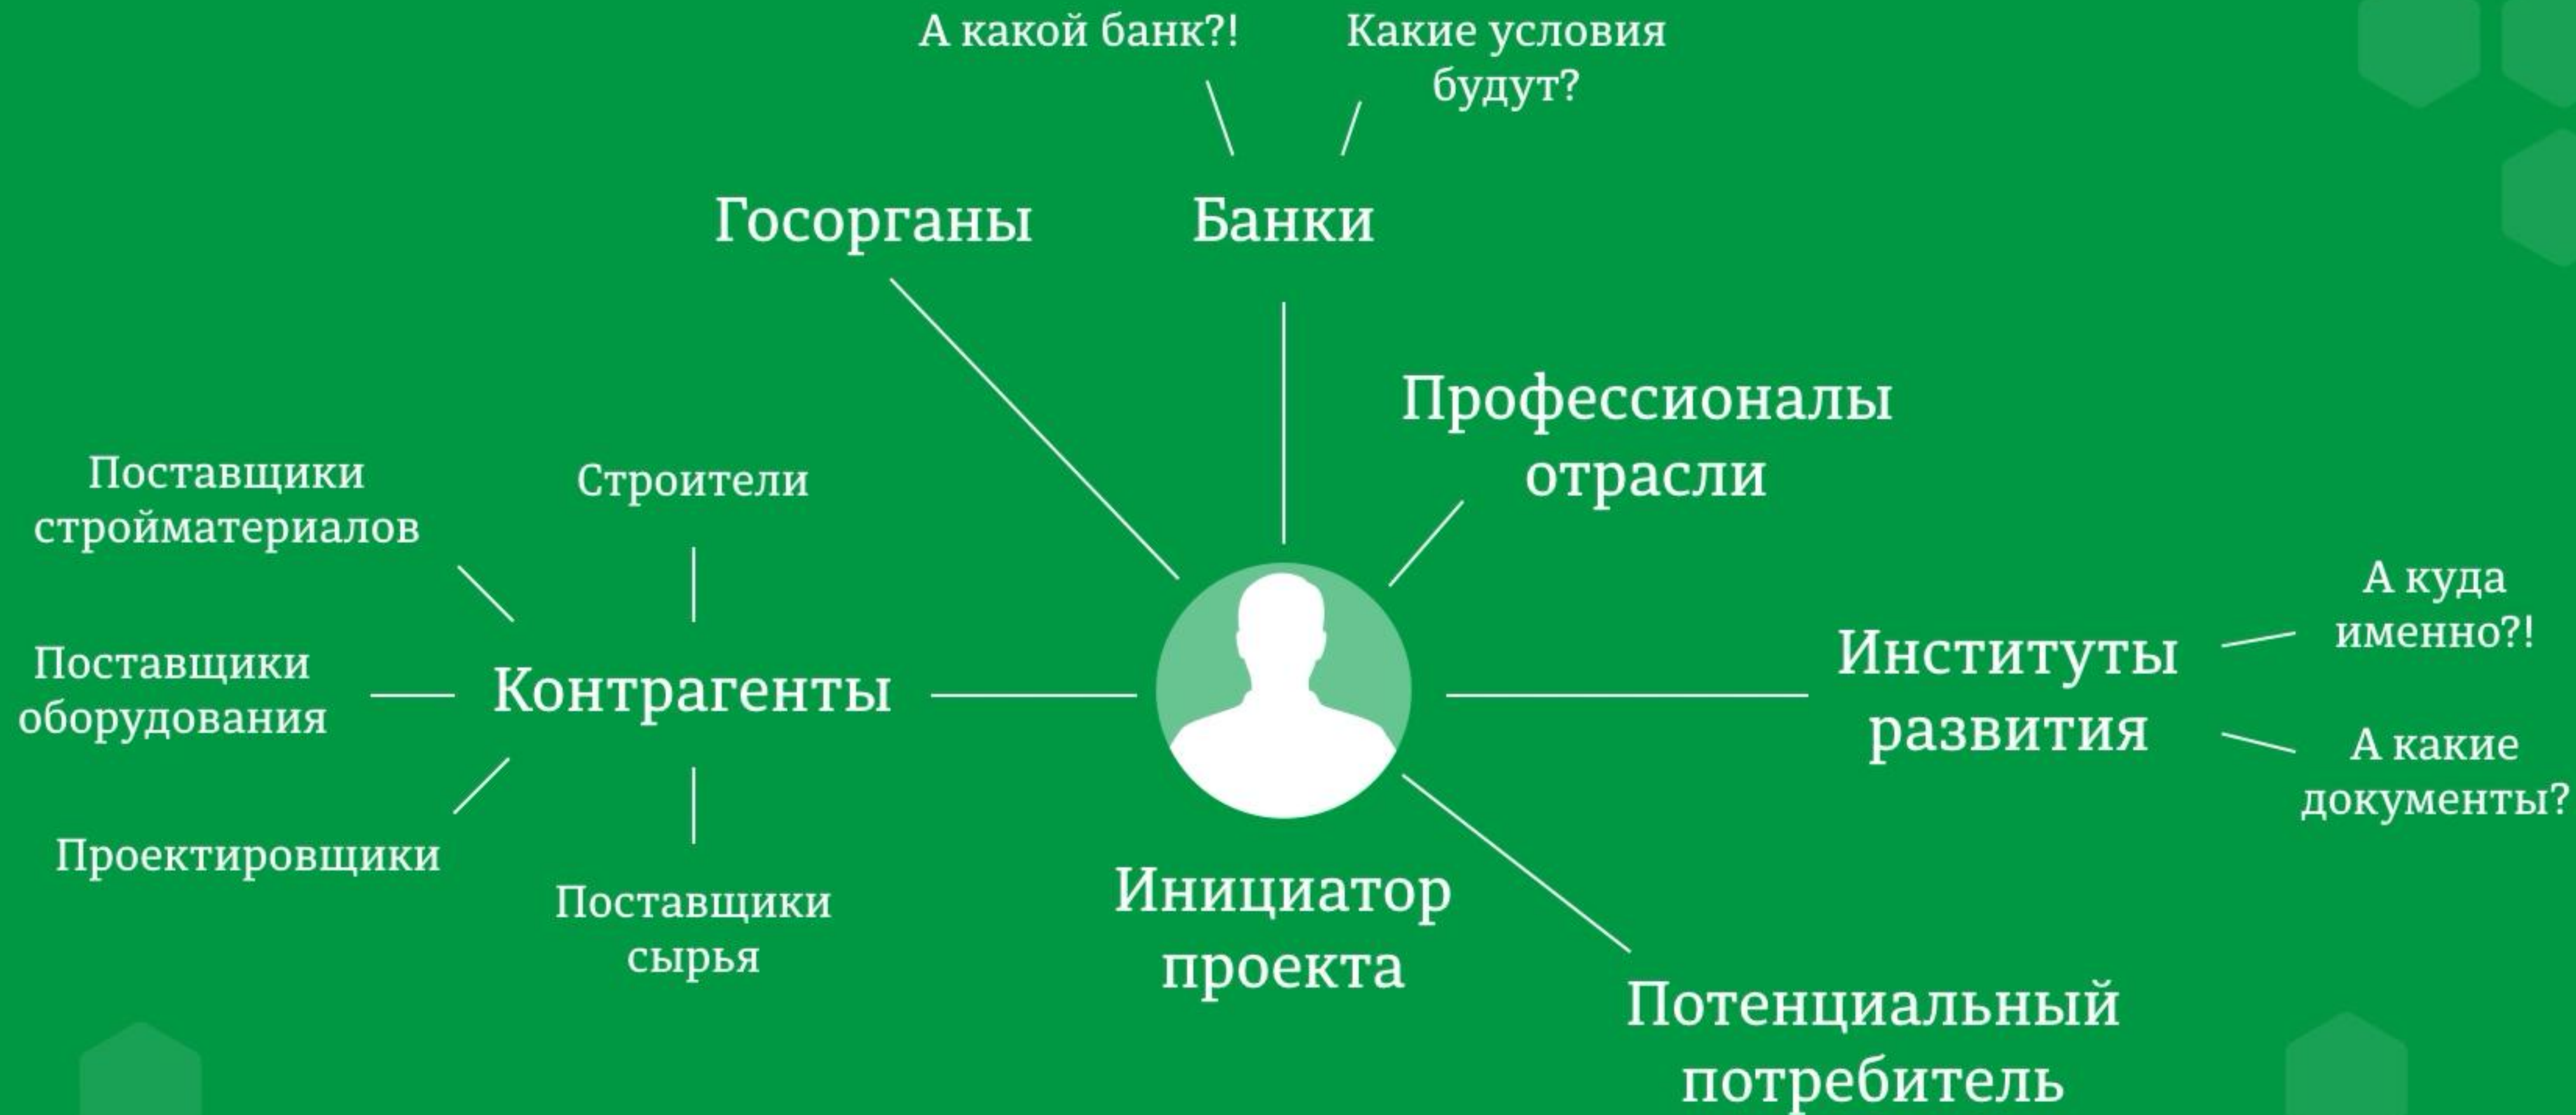 А какой банк?!
Какие условия
будут?
Госорганы
Банки
Профессионалы
отрасли
Поставщики
стройматериалов
Строители
Поставщики
оборудования
Контрагенты
Проектировщики
Поставщики
сырья
Инициатор
проекта
Институты
развития
А куда
именно?!
А какие
документы?
Потенциальный
потребитель